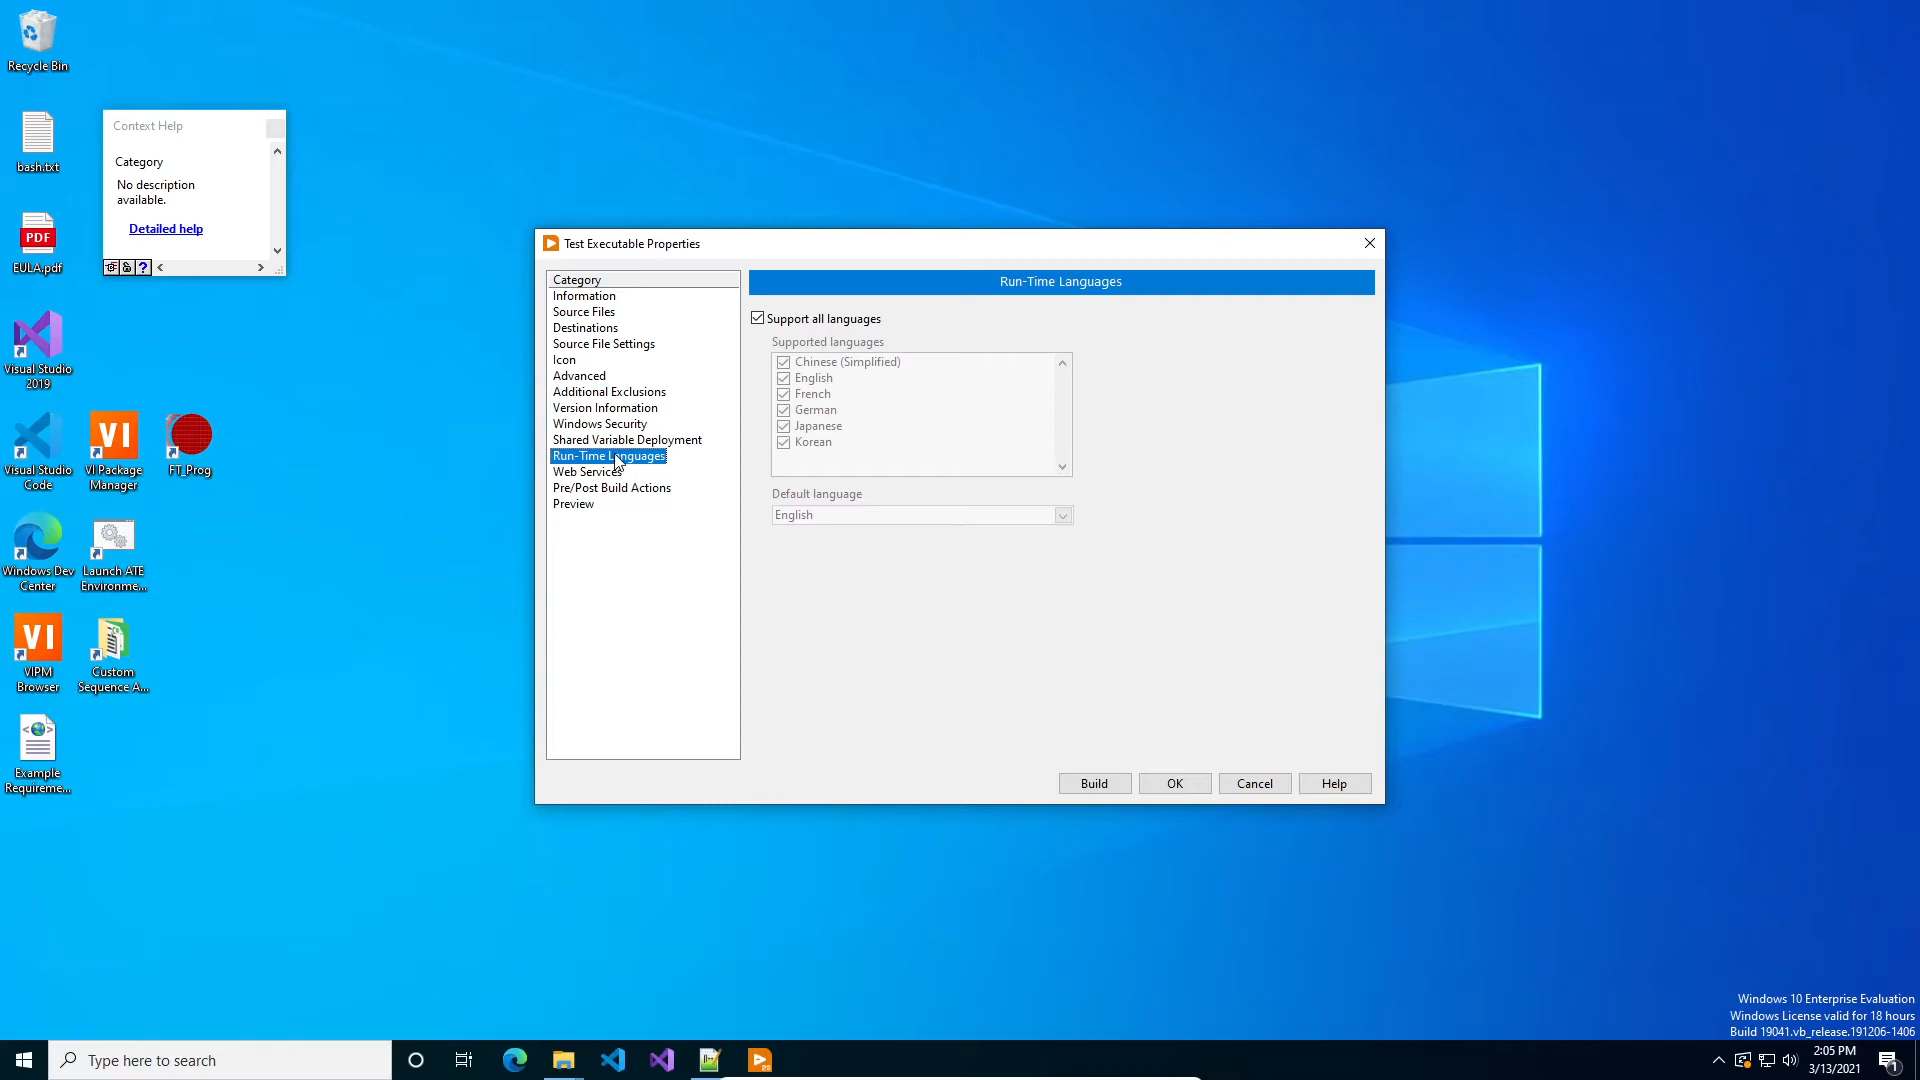 Recycle Bin
bash.txt
PDF
EULA.pdf
Visual Studio
2019
Visual Studio
Code
VI
VI Package
Manager
FT_Prog
Windows Dev
Center
Launch ATE
Environme...
VI
VIPM
Browser
Custom
Sequence A...
Example
Requireme...
Context Help
Category
No description
available.
Detailed help
?
Test Executable Properties
Category
Information
Source Files
Destinations
Source File Settings
Icon
Advanced
Additional Exclusions
Version Information
Windows Security
Shared Variable Deployment
Run-Time Languages
Web Services
Pre/Post Build Actions
Preview
Run-Time Languages
Support all languages
Supported languages
Chinese (Simplified)
English
French
German
Japanese
Korean
Default language
English
Build
OK
Cancel
Help
Windows 10 Enterprise Evaluation
Windows License valid for 18 hours
Build 19041.vb_release.191206-1406
Type here to search
2:05 PM
3/13/2021
1